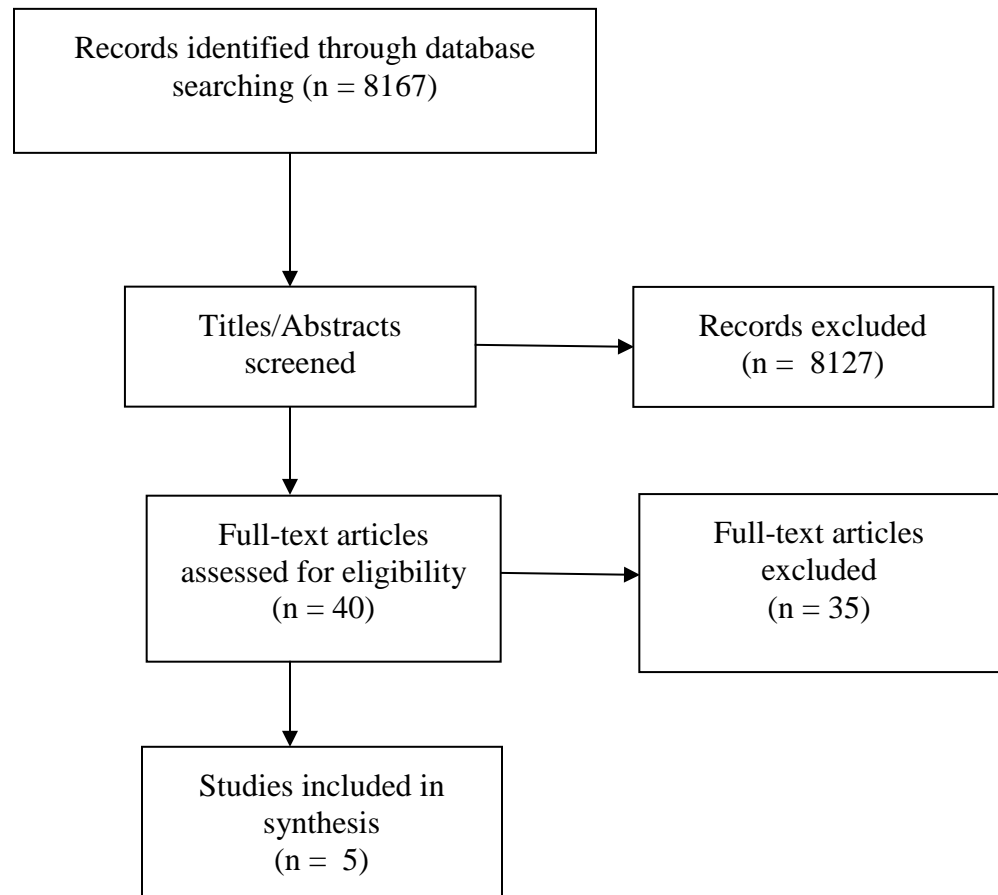 Records identified through database
searching (n = 8167)
Titles/Abstracts
screened
Records excluded
(n =  8127)
Full-text articles
assessed for eligibility
(n = 40)
Full-text articles
excluded
(n = 35)
Studies included in
synthesis
(n =  5)